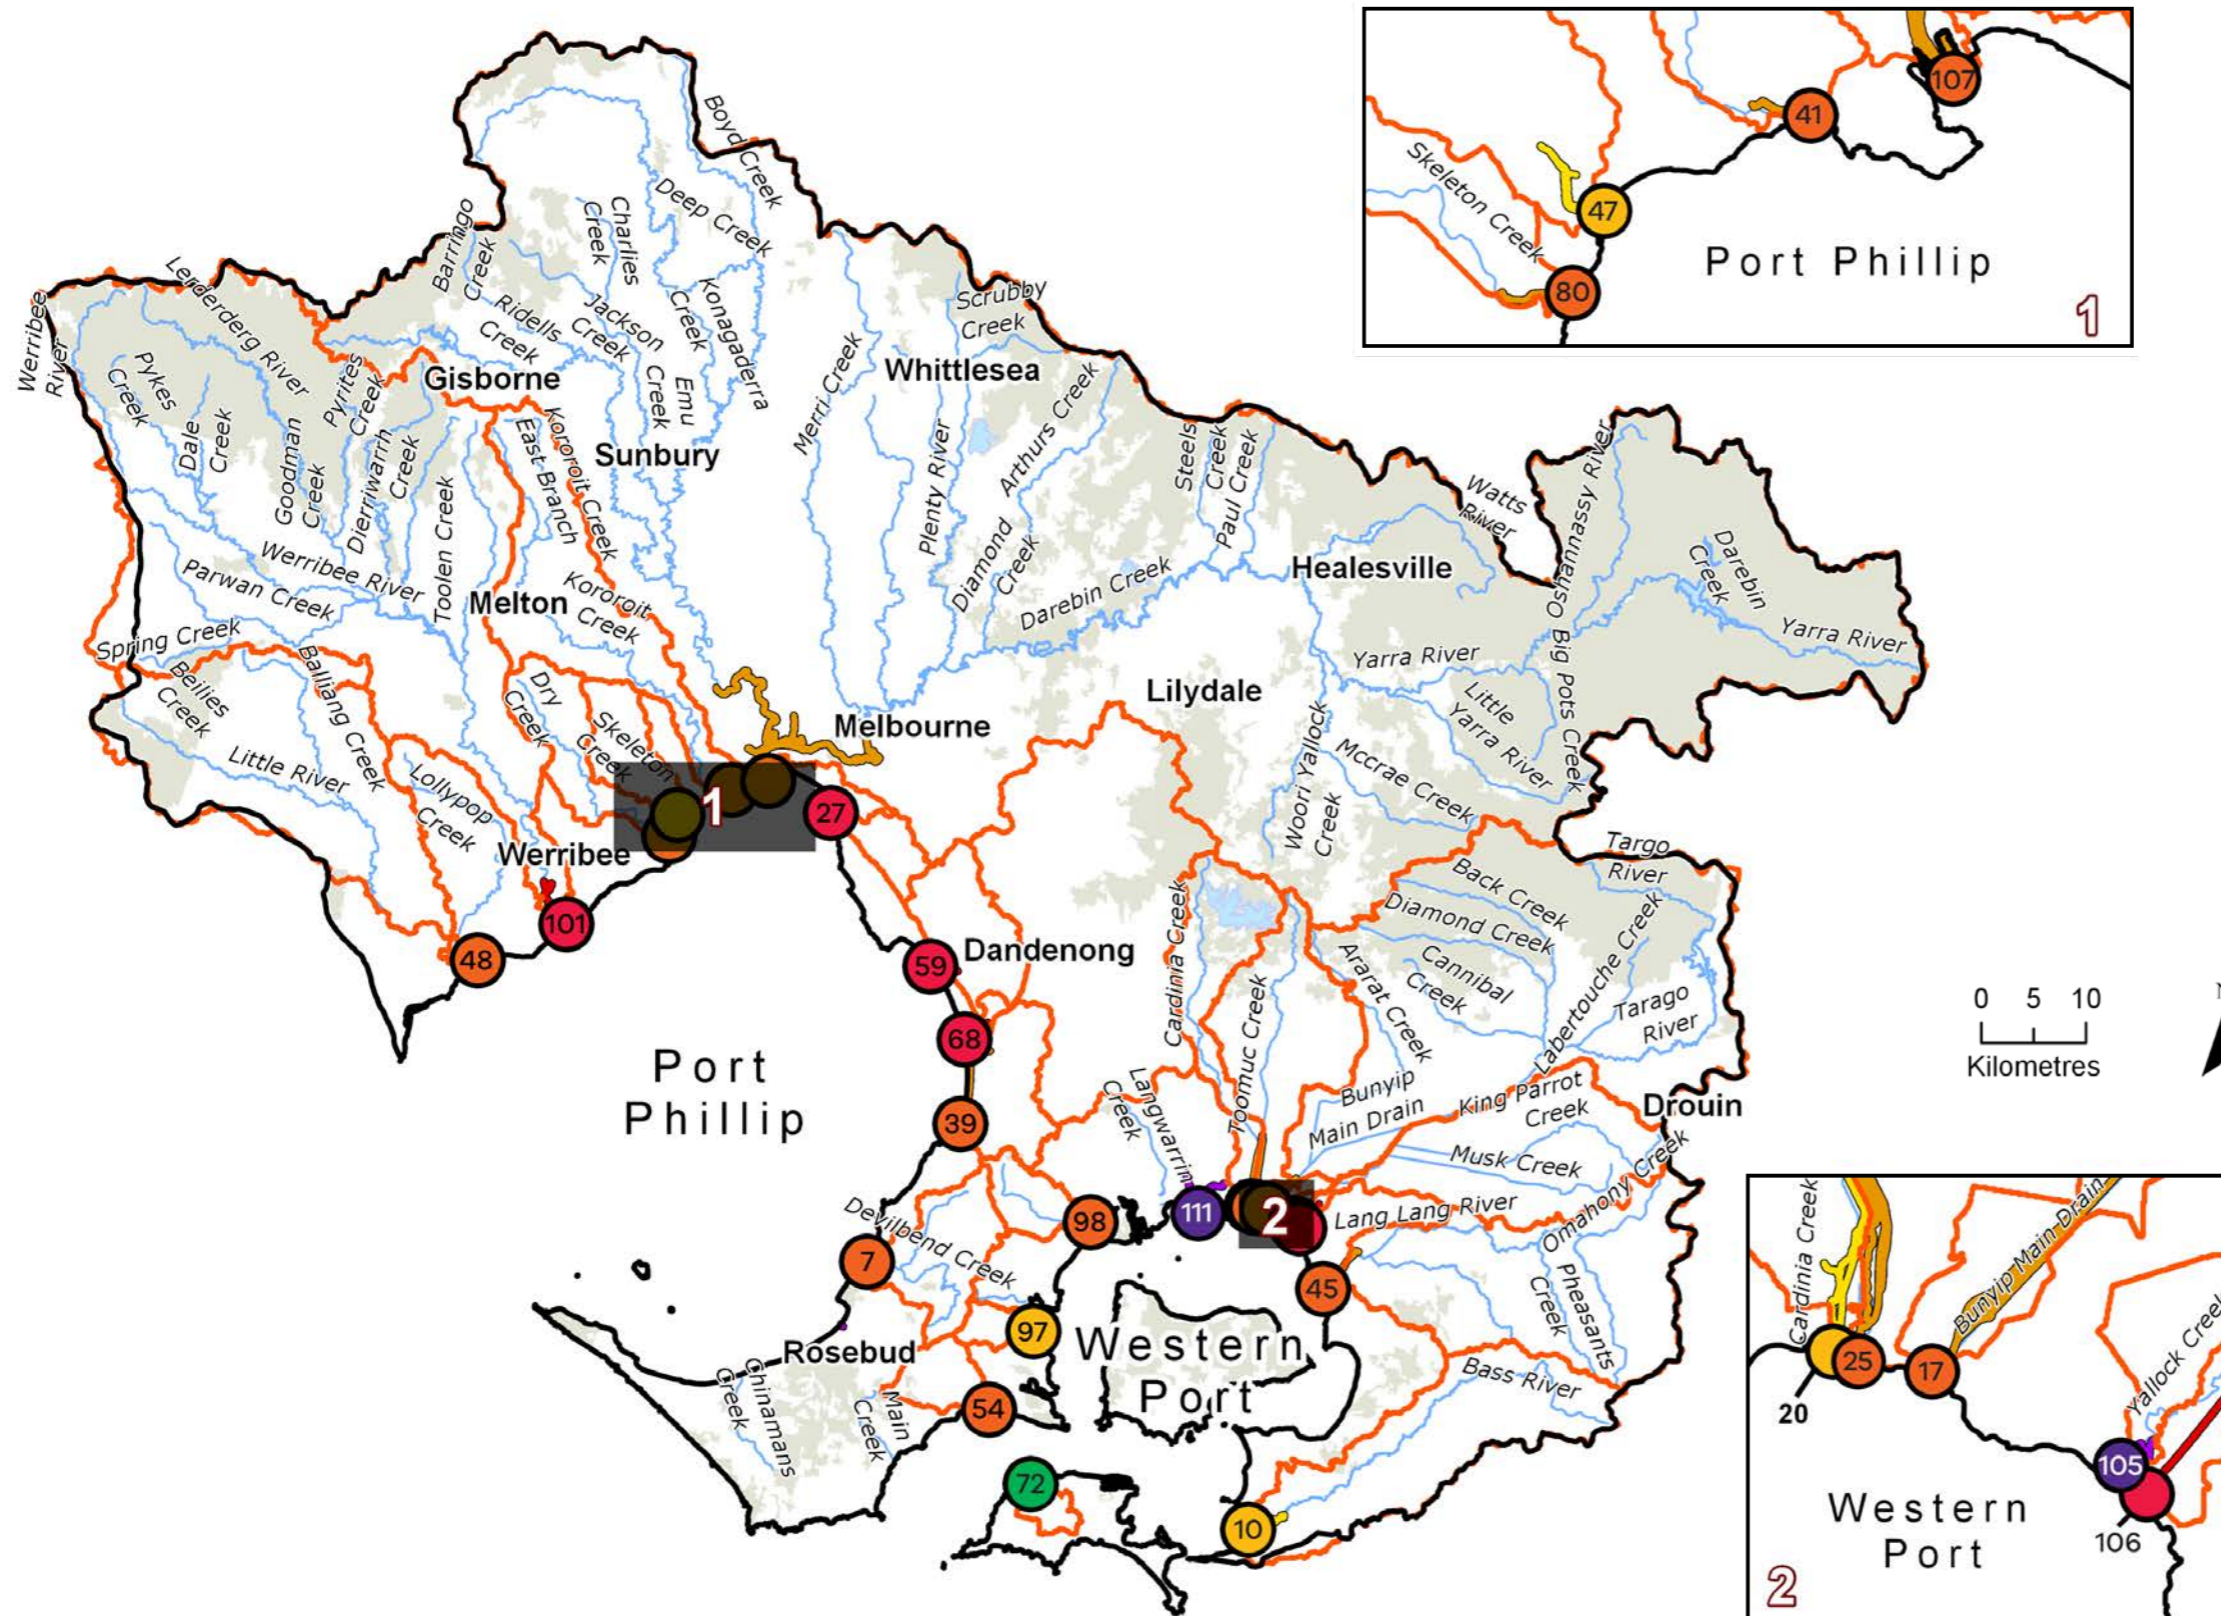 Boyd Creek
Deep Creek
Charlies
Creek
Barringo
Creek
Lerderderg River
Werribee
River
Ridells
Creek
Jackson
Creek
Konagaderra
Creek
Emu
Creek
Scrubby
Creek
Whittlesea
Gisborne
Sunbury
Merri Creek
Plenty River
Arthurs Creek
Diamond
Creek
Darebin Creek
Steels
Creek
Paul Creek
Pykes
Creek
Dale
Creek
Goodman
Creek
Pyrites
Creek
Djerriwarrh
Creek
Toolen Creek
East Branch
Kororoit Creek
Kororoit
Creek
Werribee River
Parwan Creek
Melton
Spring Creek
Beilies
Creek
Balliang Creek
Little River
Lollypop
Creek
Dry
Creek
Skeleton
Creek
Watts
River
Healesville
Oshannassy River
Darebin
Creek
Yarra River
Yarra River
Big Pots Creek
Little
Yarra River
Lilydale
Melbourne
Woori Yallock
Creek
Mccrae Creek
1
27
Werribee
101
48
59
Dandenong
68
39
Port
Phillip
Targo
River
Back Creek
Diamond Creek
Cannibal
Creek
Ararat Creek
Labertouche Creek
Tarago
River
Cardinia Creek
Toomuc Creek
Langwarrin
Creek
Bunyip
Main Drain
King Parrot
Creek
Drouin
Musk Creek
Lang Lang River
Omahony Creek
Pheasants
Creek
Bass River
111
2
98
45
7
Devilbend Creek
97
Western
Port
Rosebud
Chinamans
Creek
Main
Creek
54
72
10
0 5 10
Kilometres
107
41
47
Skeleton Creek
80
Port Phillip
1
Cardinia Creek
Bunyip Main Drain
25
17
20
105
106
Western
Port
2